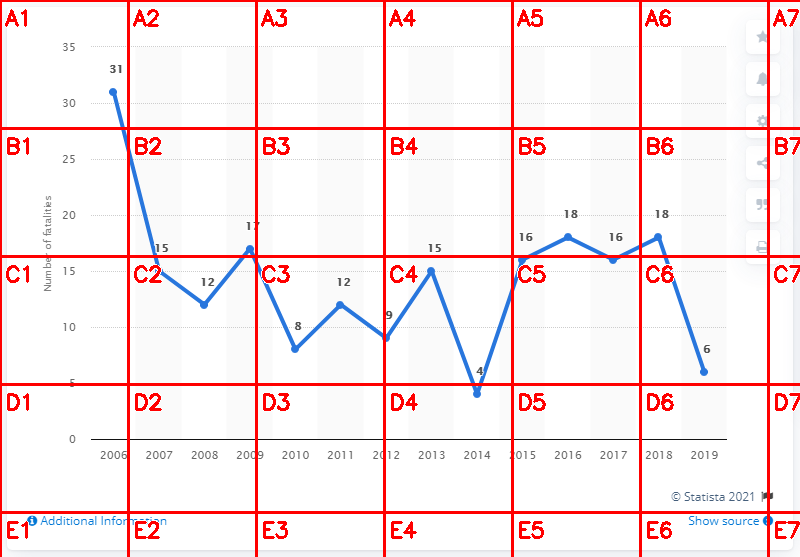 A1 A2 A3 A4 A5 A6 A7
35
31
30
B1 B2 B3 B4 B5 B6 B7
25
20
Number of fatalities
15 17 15 16 18 16 18
C1 C2 C3 C4 C5 C6 C7
15
12 8 12 9 4 6
10
5
D1 D2 D3 D4 D5 D6 D7
0
2006 2007 2008 2009 2010 2011 2012 2013 2014 2015 2016 2017 2018 2019
© Statista 2021
Additional Information
Show source
E1 E2 E3 E4 E5 E6 E7